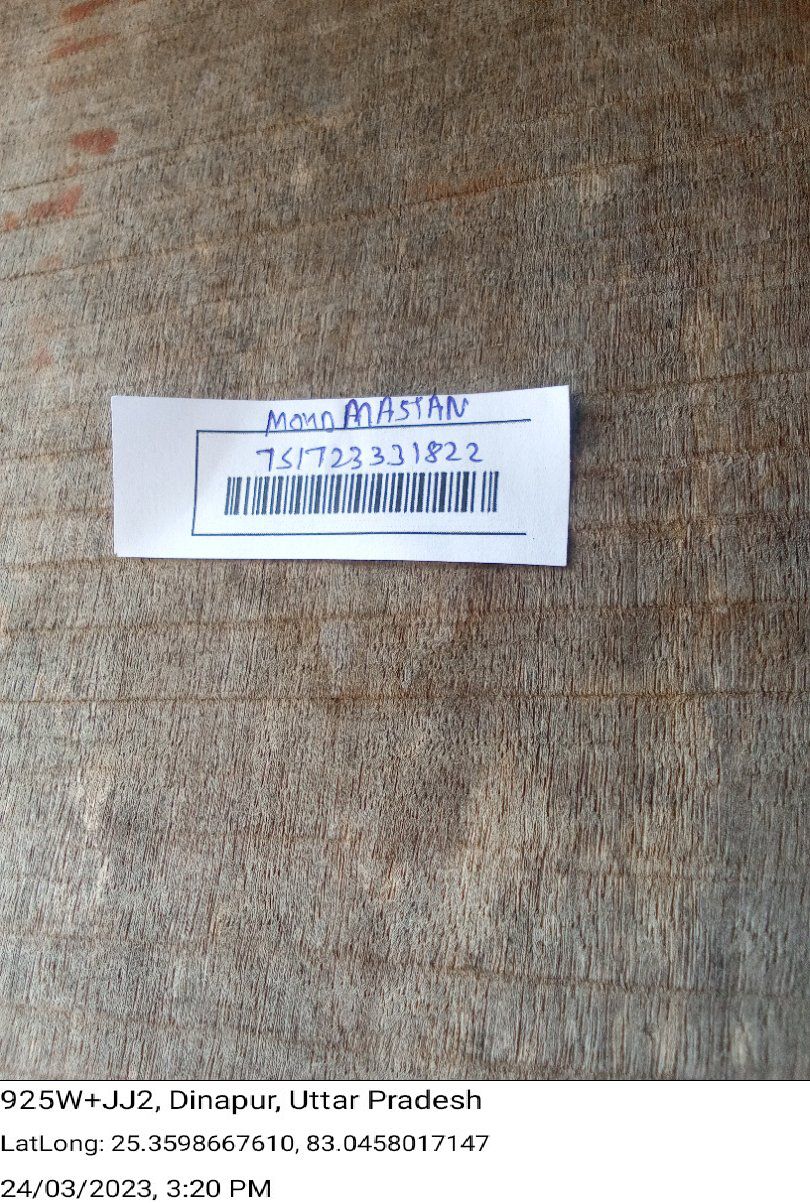 MOHD MASTAN
751723331822
925W+JJ2, Dinapur, Uttar Pradesh
LatLong: 25.3598667610, 83.0458017147
24/03/2023, 3:20 PM